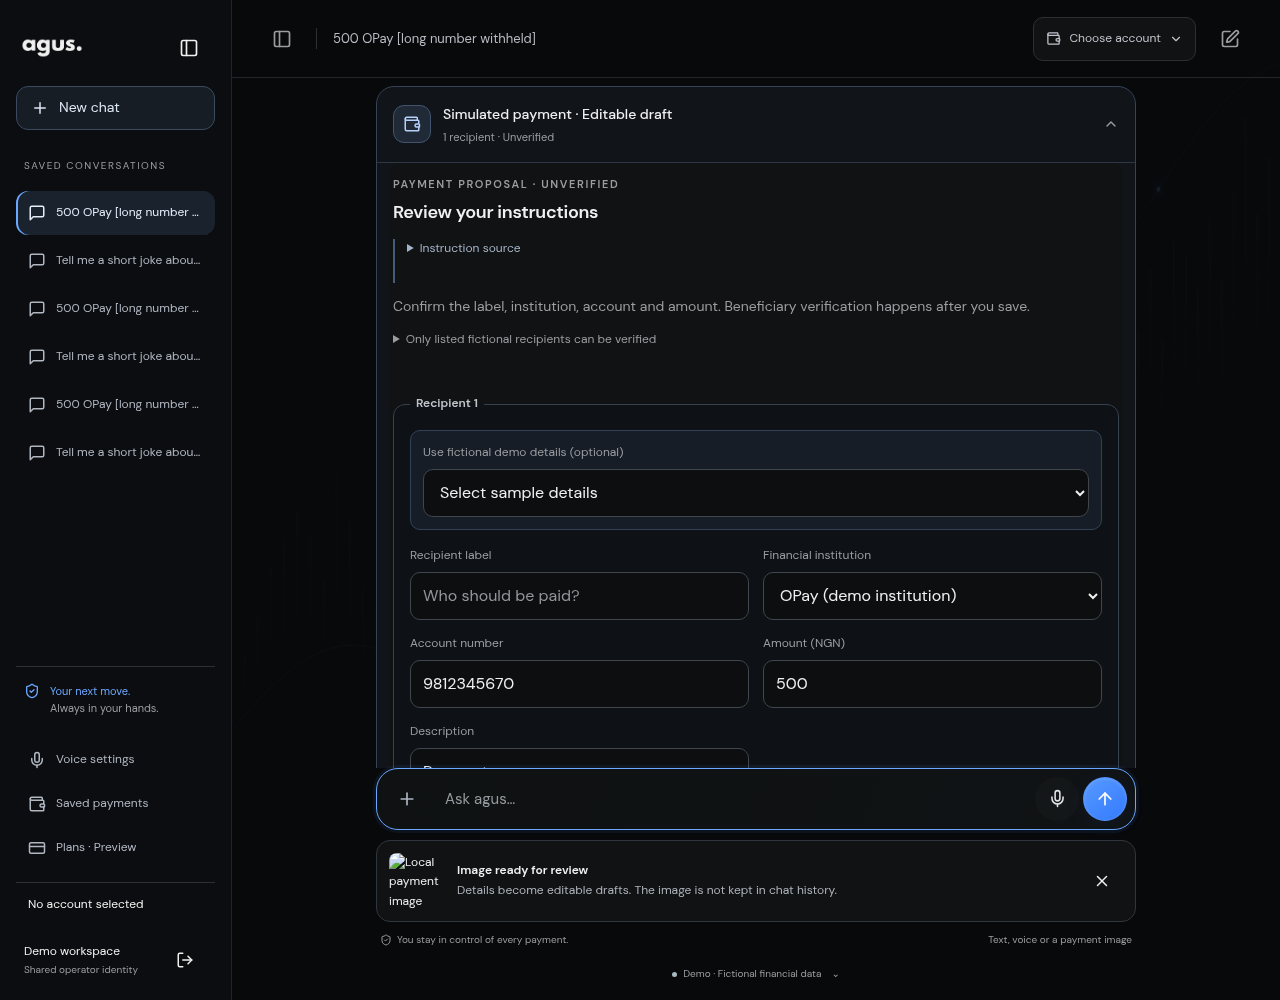 agus.
New chat
SAVED CONVERSATIONS
500 OPay [long number ...
Tell me a short joke abou...
500 OPay [long number ...
Tell me a short joke abou...
500 OPay [long number ...
Tell me a short joke abou...
Your next move.
Always in your hands.
Voice settings
Saved payments
Plans · Preview
No account selected
Demo workspace
Shared operator identity
500 OPay [long number withheld]
Choose account
Simulated payment · Editable draft
1 recipient · Unverified
PAYMENT PROPOSAL · UNVERIFIED
Review your instructions
Instruction source
Confirm the label, institution, account and amount. Beneficiary verification happens after you save.
Only listed fictional recipients can be verified
Recipient 1
Use fictional demo details (optional)
Select sample details
Recipient label
Financial institution
Who should be paid?
OPay (demo institution)
Account number
Amount (NGN)
9812345670
500
Description
Ask agus...
Local payment image
Image ready for review
Details become editable drafts. The image is not kept in chat history.
You stay in control of every payment.
Text, voice or a payment image
Demo · Fictional financial data